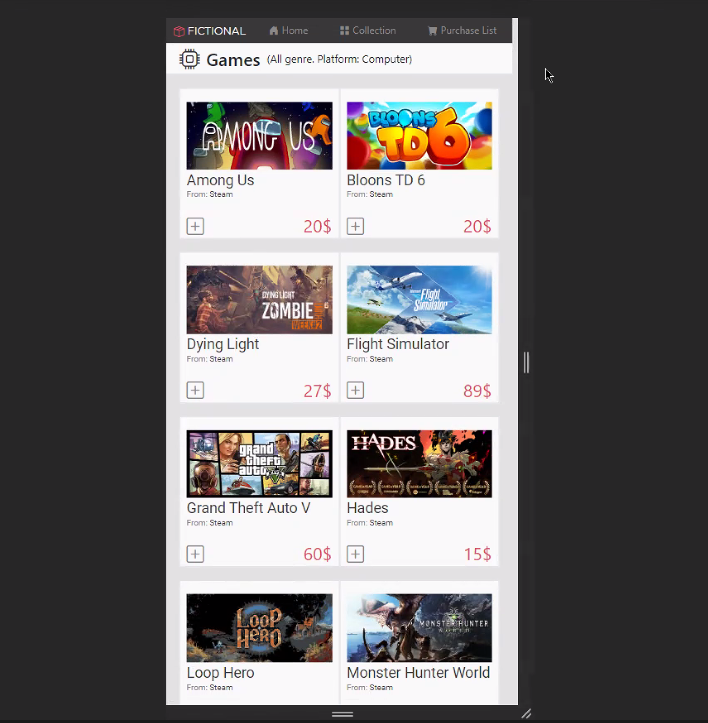 FICTIONAL Home Collection Purchase List
Games (All genre. Platform: Computer)
AMONG US
BLOONS TD 6
Among Us
From: Steam
20$
Bloons TD 6
From: Steam
20$
DYING LIGHT
ZOMBIE
Flight Simulator
Dying Light
From: Steam
27$
Flight Simulator
From: Steam
89$
grand theft auto V
HADES
Grand Theft Auto V
From: Steam
60$
Hades
From: Steam
15$
LOOP HERO
MONSTER HUNTER
WORLD
Loop Hero
From: Steam
Monster Hunter World
From: Steam